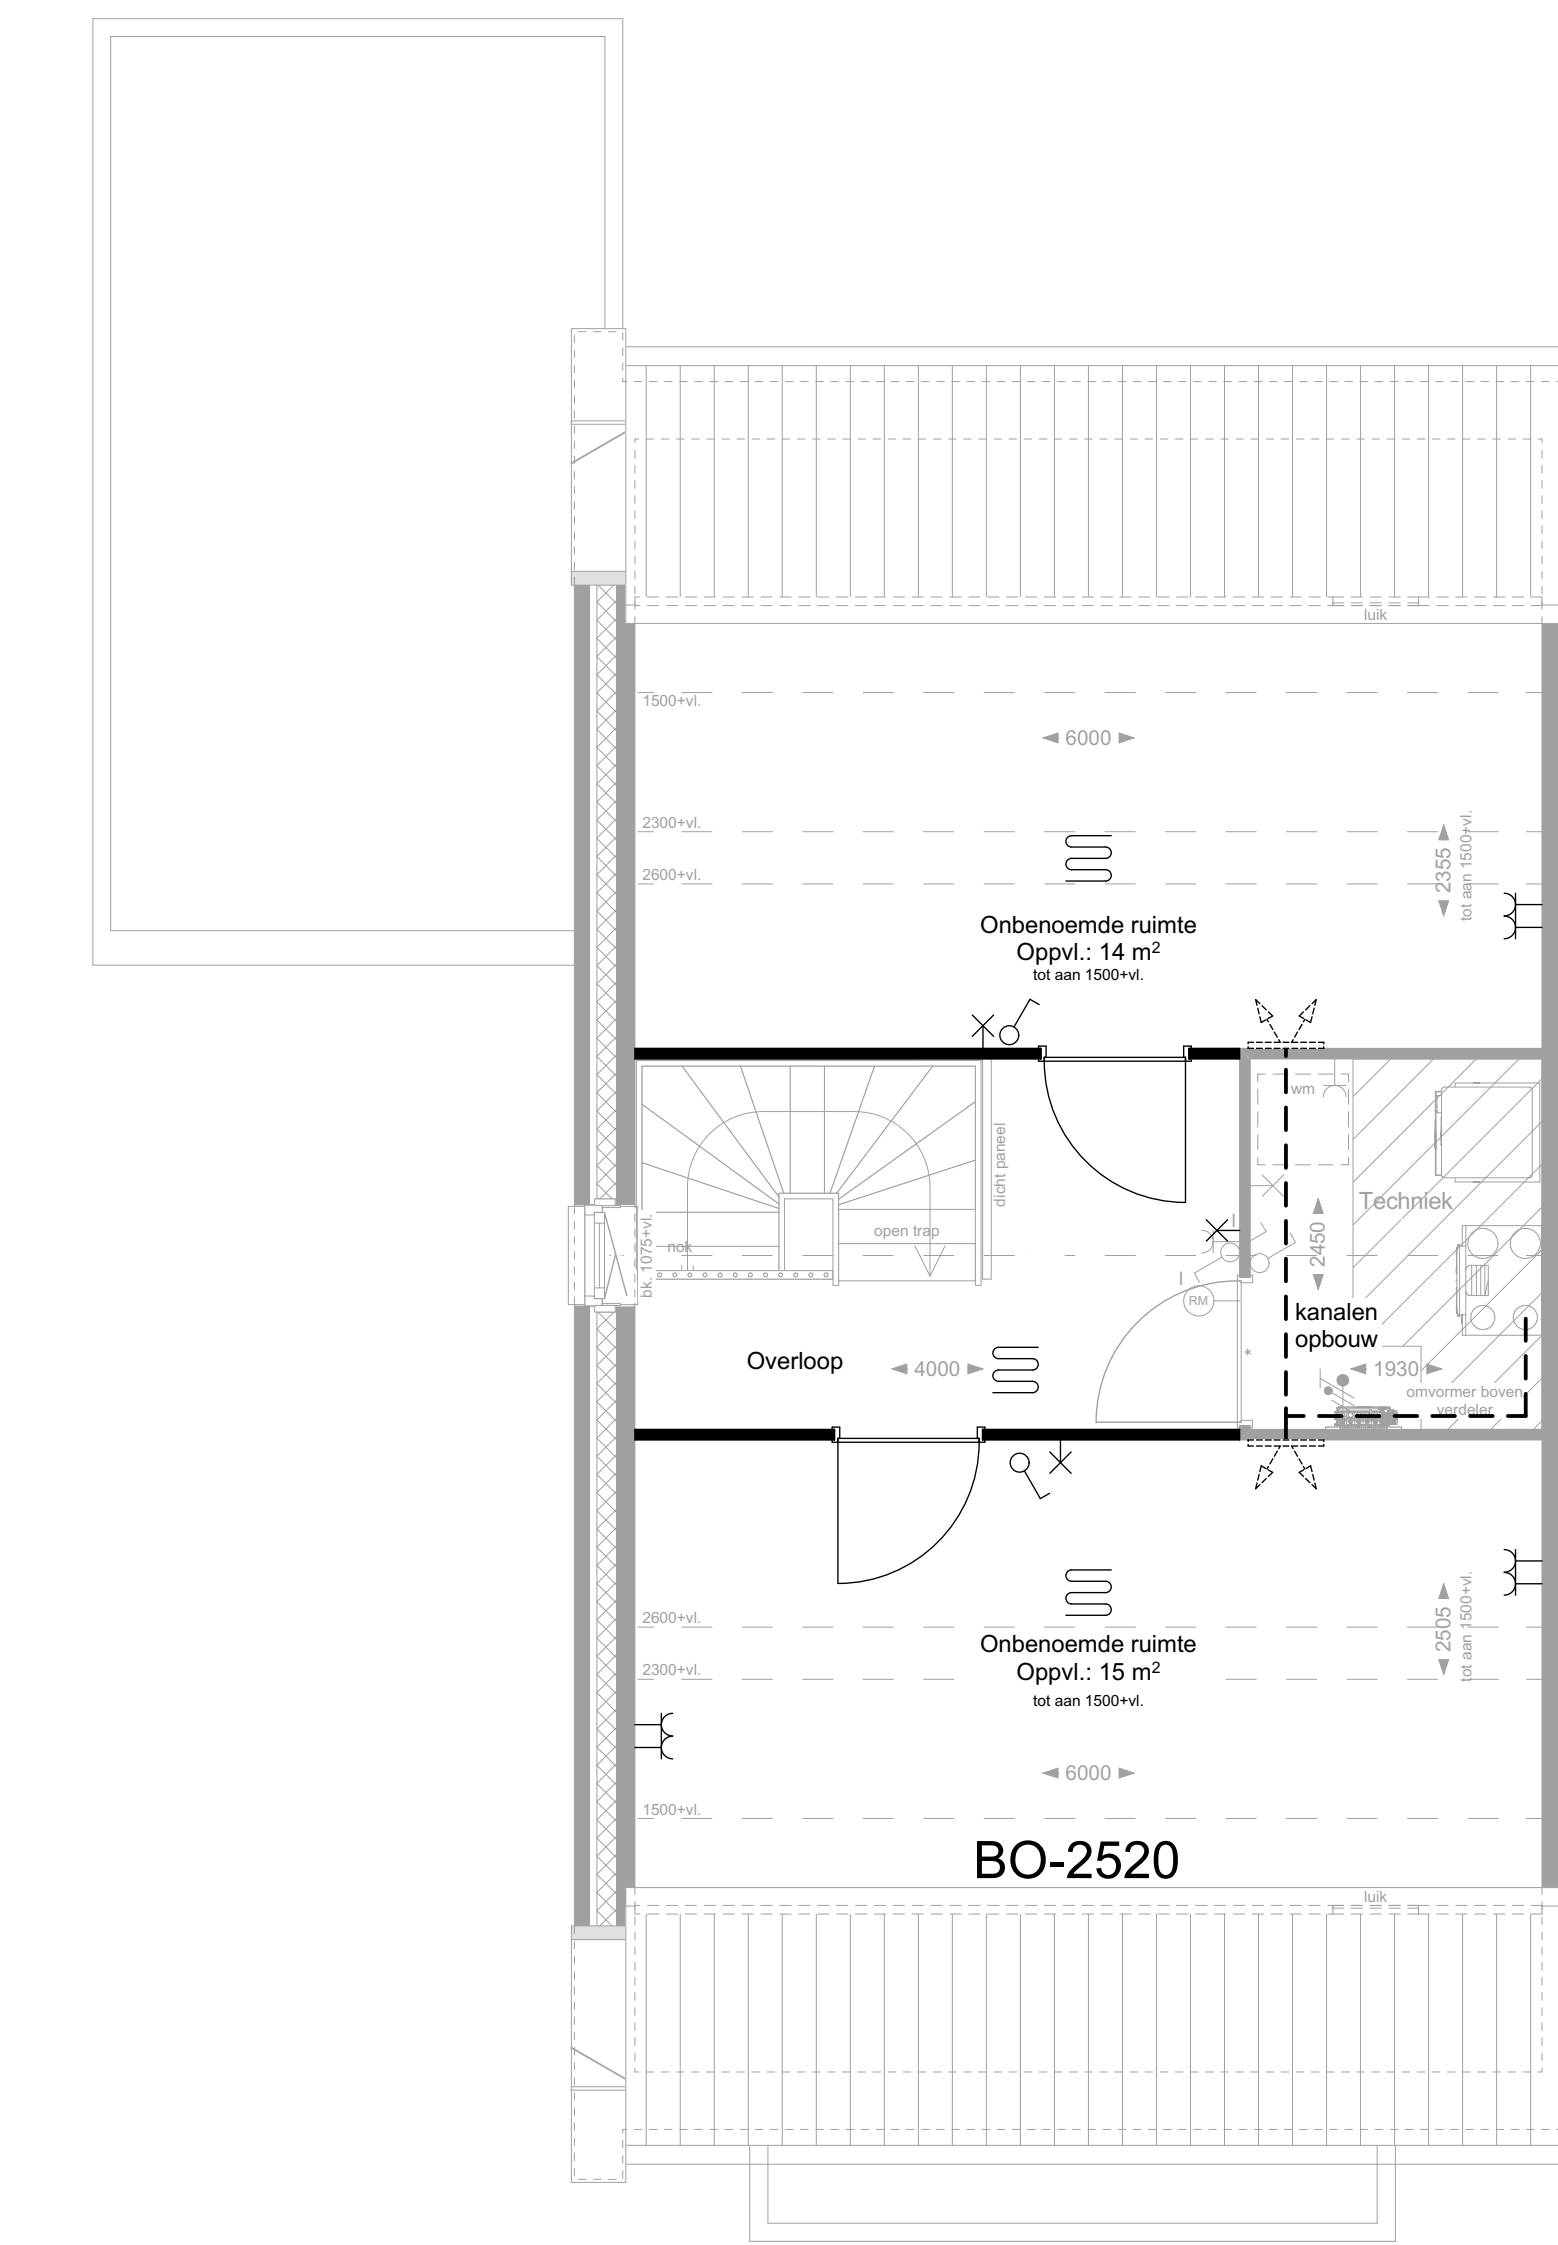 luik
1500+vl.
6000
2300+vl.
2600+vl.
2355
tot aan 1500+vl.
Onbenoemde ruimte
Oppvl.: 14 m²
tot aan 1500+vl.
wm
dicht paneel
Techniek
open trap
nok
bk. 1075+vl.
2450
RM
kanalen
opbouw
*
Overloop
4000
1930
omvormer boven
verdeler
2600+vl.
2300+vl.
Onbenoemde ruimte
Oppvl.: 15 m²
tot aan 1500+vl.
2505
tot aan 1500+vl.
6000
1500+vl.
BO-2520
luik